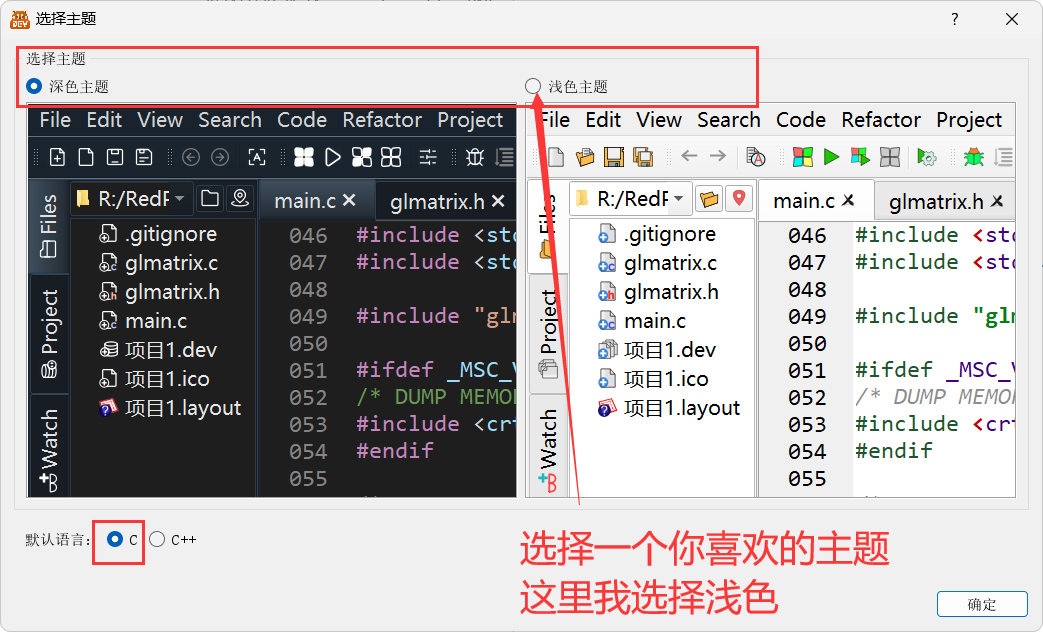 选择主题
?
选择主题
深色主题
浅色主题
File Edit View Search Code Refactor Project
File Edit View Search Code Refactor Project
Files
R:/RedP
main.c
glmatrix.h
Files
R:/RedP
main.c
glmatrix.h
.gitignore
glmatrix.c
glmatrix.h
main.c
项目1.dev
项目1.ico
项目1.layout
Project
Watch
046 #include <std
047 #include <std
048
049 #include "glm
050
051 #ifdef _MSC_V
052 /* DUMP MEMOR
053 #include <crt
054 #endif
055
.gitignore
glmatrix.c
glmatrix.h
main.c
项目1.dev
项目1.ico
项目1.layout
Project
Watch
046 #include <std
047 #include <std
048
049 #include "glm
050
051 #ifdef _MSC_V
052 /* DUMP MEMOR
053 #include <crt
054 #endif
055
默认语言: C C++
选择一个你喜欢的主题
这里我选择浅色
确定